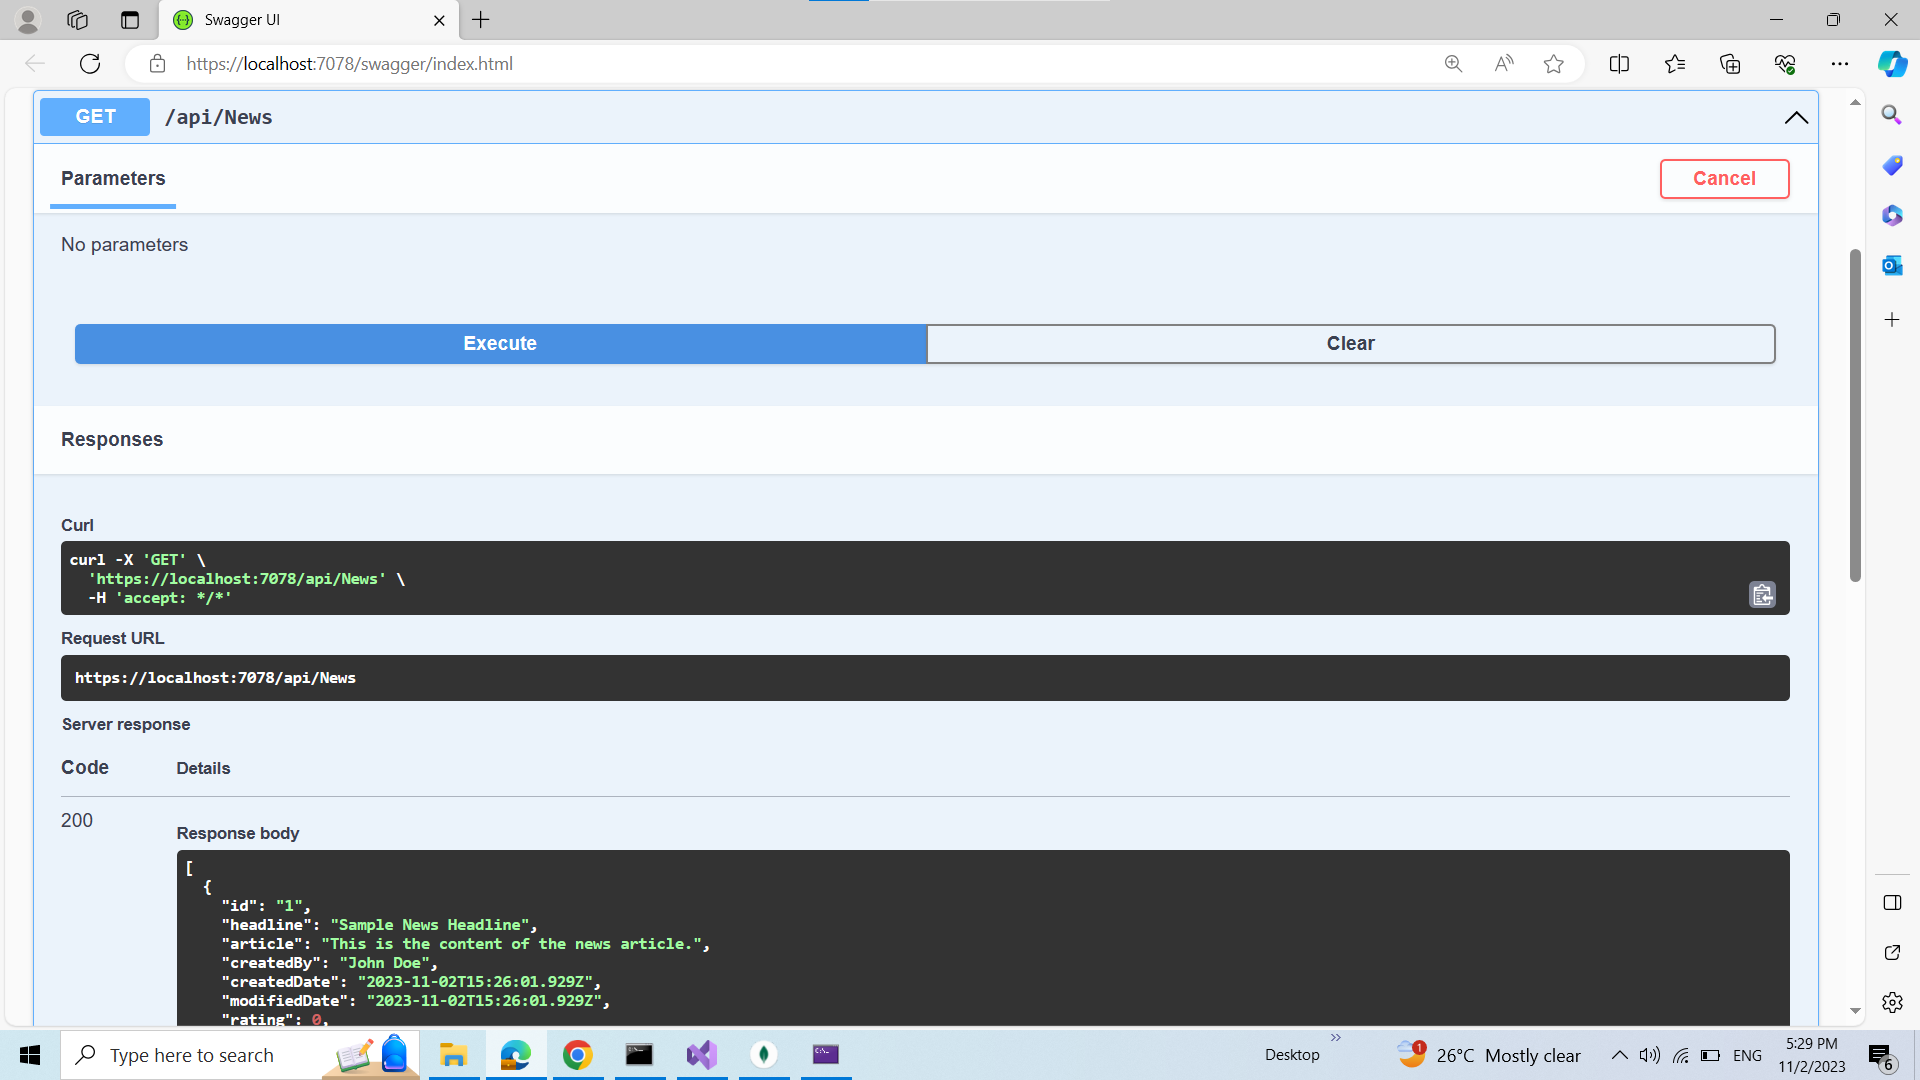 Swagger UI
https://localhost:7078/swagger/index.html
GET /api/News
Parameters
Cancel
No parameters
Execute
Clear
Responses
Curl
curl -X 'GET' \
'https://localhost:7078/api/News' \
-H 'accept: */*'
Request URL
https://localhost:7078/api/News
Server response
Code Details
200
Response body
[
{
"id": "1",
"headline": "Sample News Headline",
"article": "This is the content of the news article.",
"createdBy": "John Doe",
"createdDate": "2023-11-02T15:26:01.929Z",
"modifiedDate": "2023-11-02T15:26:01.929Z",
"rating": 0,
Type here to search
Desktop
1
26°C Mostly clear
ENG
5:29 PM
11/2/2023
6